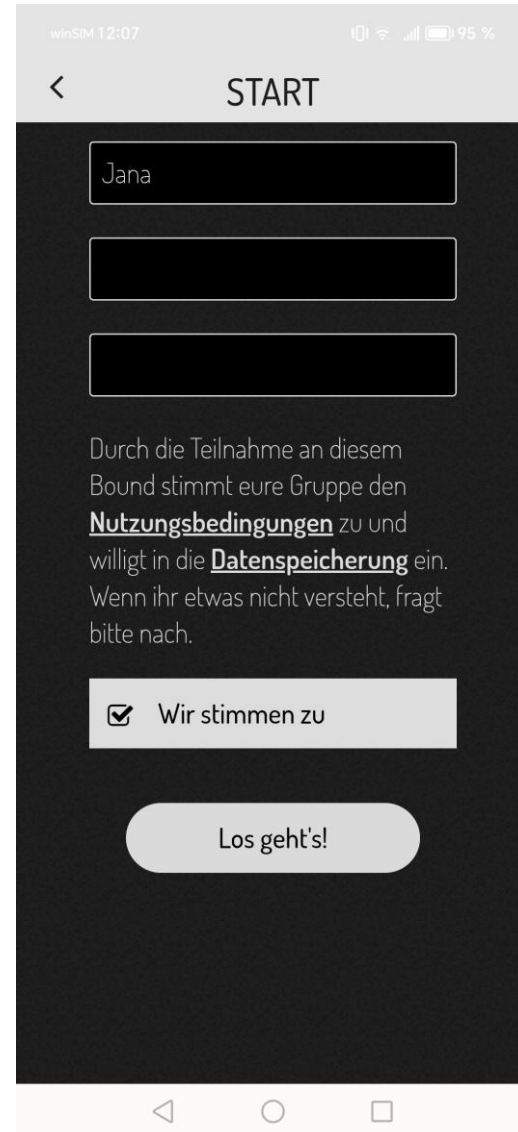 winSIM 12:07 95 %
START
Jana
Durch die Teilnahme an diesem
Bound stimmt eure Gruppe den
Nutzungsbedingungen zu und
willigt in die Datenspeicherung ein.
Wenn ihr etwas nicht versteht, fragt
bitte nach.
Wir stimmen zu
Los geht's!